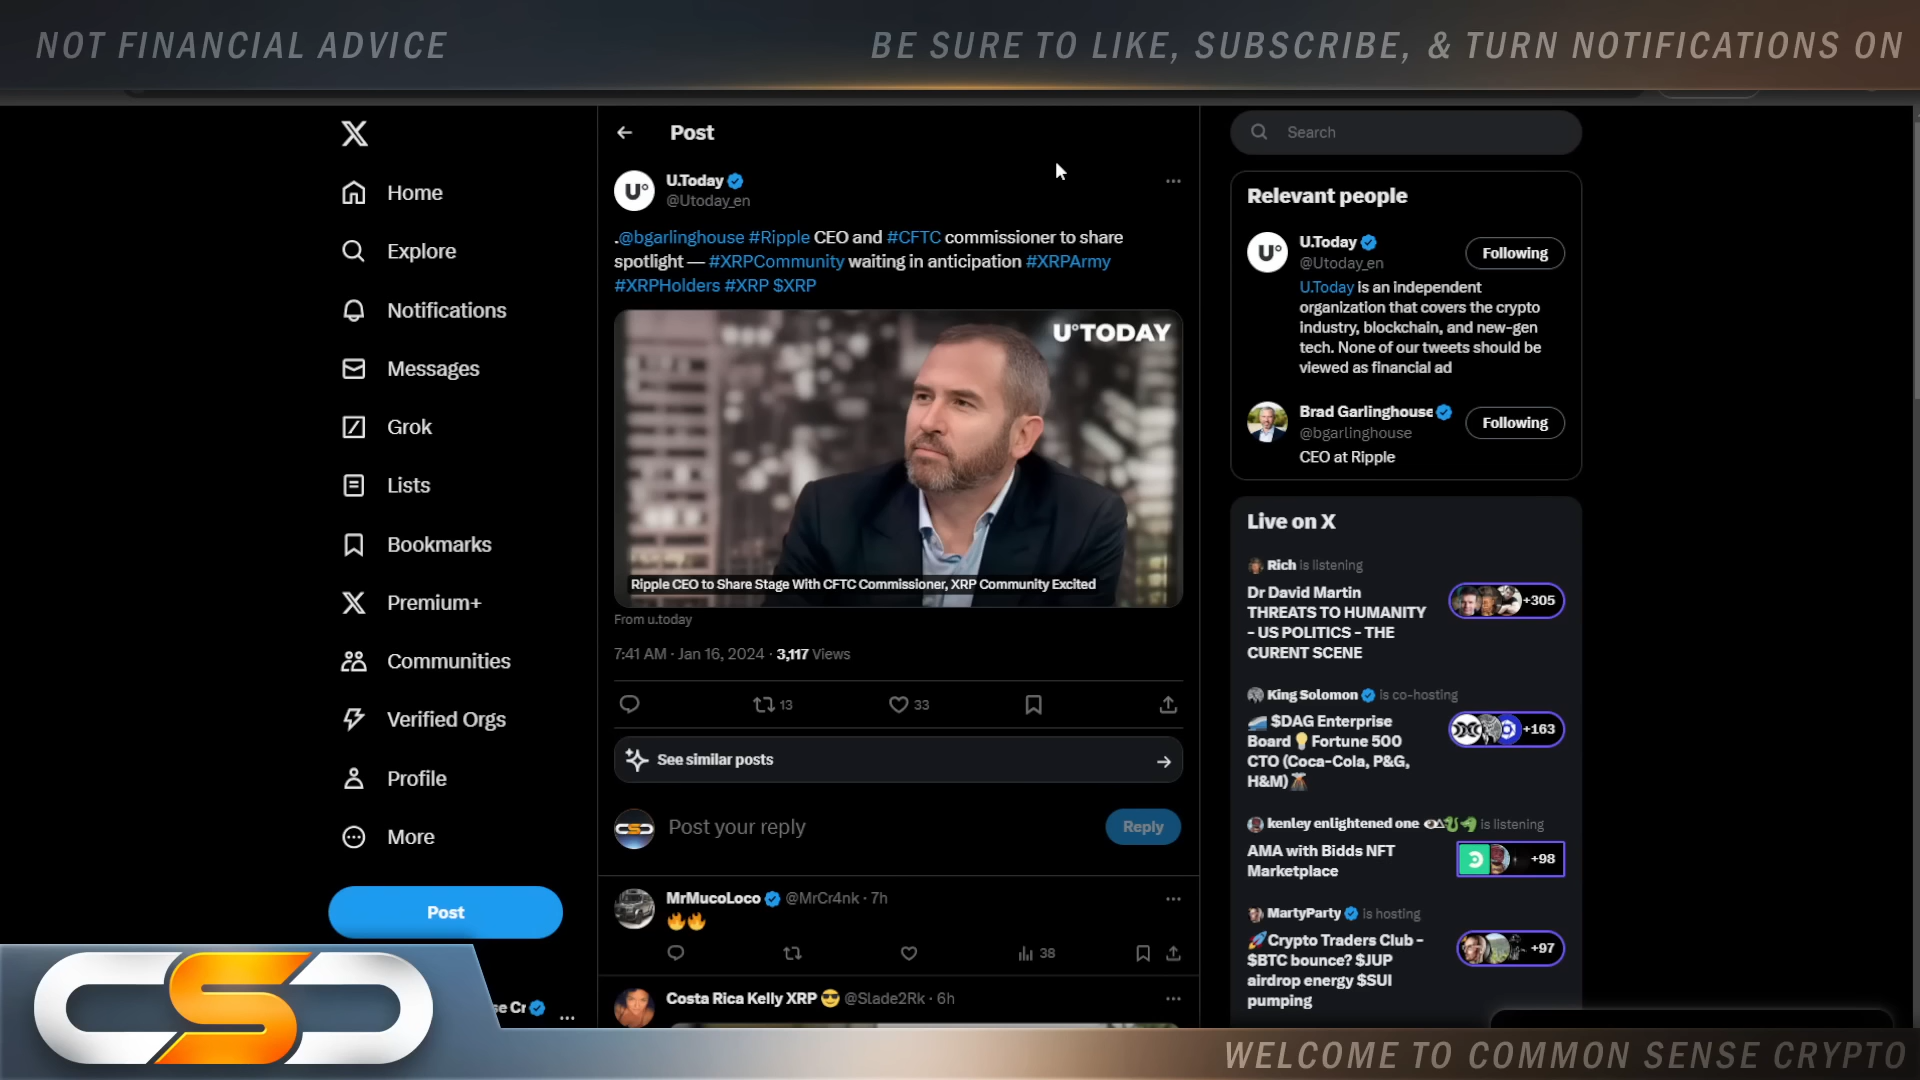 NOT FINANCIAL ADVICE
BE SURE TO LIKE, SUBSCRIBE, & TURN NOTIFICATIONS ON
Home
Explore
Notifications
Messages
Grok
Lists
Bookmarks
Premium+
Communities
Verified Orgs
Profile
More
Post
se Cr
Post
U.Today
@Utoday_en
.@bgarlinghouse #Ripple CEO and #CFTC commissioner to share
spotlight — #XRPCommunity waiting in anticipation #XRPArmy
#XRPHolders #XRP $XRP
U°TODAY
Ripple CEO to Share Stage With CFTC Commissioner, XRP Community Excited
From u.today
7:41 AM · Jan 16, 2024 · 3,117 Views
13
33
See similar posts
Post your reply
Reply
MrMucoLoco @MrCr4nk · 7h
🔥🔥
38
Costa Rica Kelly XRP 😎 @Slade2Rk · 6h
Search
Relevant people
U.Today
@Utoday_en
Following
U.Today is an independent
organization that covers the crypto
industry, blockchain, and new-gen
tech. None of our tweets should be
viewed as financial ad
Brad Garlinghouse
@bgarlinghouse
Following
CEO at Ripple
Live on X
Rich is listening
Dr David Martin
THREATS TO HUMANITY
- US POLITICS - THE
CURENT SCENE
+305
King Solomon is co-hosting
$DAG Enterprise
Board 💡 Fortune 500
CTO (Coca-Cola, P&G,
H&M) 🌋
+163
kenley enlightened one is listening
AMA with Bidds NFT
Marketplace
+98
MartyParty is hosting
🚀Crypto Traders Club -
$BTC bounce? $JUP
airdrop energy $SUI
pumping
+97
CSC
WELCOME TO COMMON SENSE CRYPTO